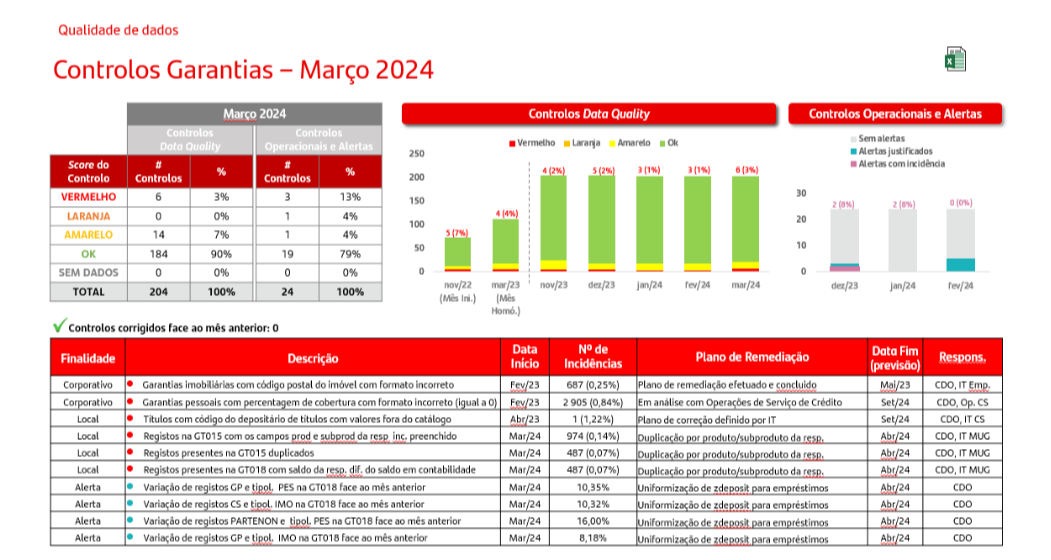 Qualidade de dados
Controlos Garantias – Março 2024
Março 2024
Controlos Data Quality
Controlos Operacionais e Alertas
Score do Controlo | # Controlos | % | # Controlos | %
VERMELHO | 6 | 3% | 3 | 13%
LARANJA | 0 | 0% | 1 | 4%
AMARELO | 14 | 7% | 1 | 4%
OK | 184 | 90% | 19 | 79%
SEM DADOS | 0 | 0% | 0 | 0%
TOTAL | 204 | 100% | 24 | 100%
Controlos corrigidos face ao mês anterior: 0
Controlos Data Quality
Vermelho Laranja Amarelo Ok
250
200
150
100
50
0
5 (7%)
4 (4%)
4 (2%)
5 (2%)
3 (1%)
3 (1%)
6 (3%)
nov/22 (Mês Ini.)
mar/23 (Mês Homó.)
nov/23
dez/23
jan/24
fev/24
mar/24
Controlos Operacionais e Alertas
Sem alertas
Alertas justificados
Alertas com incidência
30
20
10
0
2 (8%)
2 (8%)
0 (0%)
dez/23
jan/24
fev/24
Finalidade | Descrição | Data Início | Nº de Incidências | Plano de Remediação | Data Fim (previsão) | Respons.
Corporativo | Garantias imobiliárias com código postal do imóvel com formato incorreto | Fev/23 | 687 (0,25%) | Plano de remediação efetuado e concluido | Mai/23 | CDO, IT Emp.
Corporativo | Garantias pessoais com percentagem de cobertura com formato incorreto (igual a 0) | Fev/23 | 2 905 (0,84%) | Em análise com Operações de Serviço de Crédito | Set/24 | CDO, Op. CS
Local | Títulos com código do depositário de títulos com valores fora do catálogo | Abr/23 | 1 (1,22%) | Plano de correção definido por IT | Set/24 | CDO, IT CS
Local | Registos na GT015 com os campos prod e subprod da resp inc. preenchido | Mar/24 | 974 (0,14%) | Duplicação por produto/subproduto da resp. | Abr/24 | CDO, IT MUG
Local | Registos presentes na GT015 duplicados | Mar/24 | 487 (0,07%) | Duplicação por produto/subproduto da resp. | Abr/24 | CDO, IT MUG
Local | Registos presentes na GT018 com saldo da resp. dif. do saldo em contabilidade | Mar/24 | 487 (0,07%) | Duplicação por produto/subproduto da resp. | Abr/24 | CDO, IT MUG
Alerta | Variação de registos GP e tipol. PES na GT018 face ao mês anterior | Mar/24 | 10,35% | Uniformização de zdeposit para empréstimos | Abr/24 | CDO
Alerta | Variação de registos CS e tipol. IMO na GT018 face ao mês anterior | Mar/24 | 10,32% | Uniformização de zdeposit para empréstimos | Abr/24 | CDO
Alerta | Variação de registos PARTENON e tipol. PES na GT018 face ao mês anterior | Mar/24 | 16,00% | Uniformização de zdeposit para empréstimos | Abr/24 | CDO
Alerta | Variação de registos GP e tipol. IMO na GT018 face ao mês anterior | Mar/24 | 8,18% | Uniformização de zdeposit para empréstimos | Abr/24 | CDO